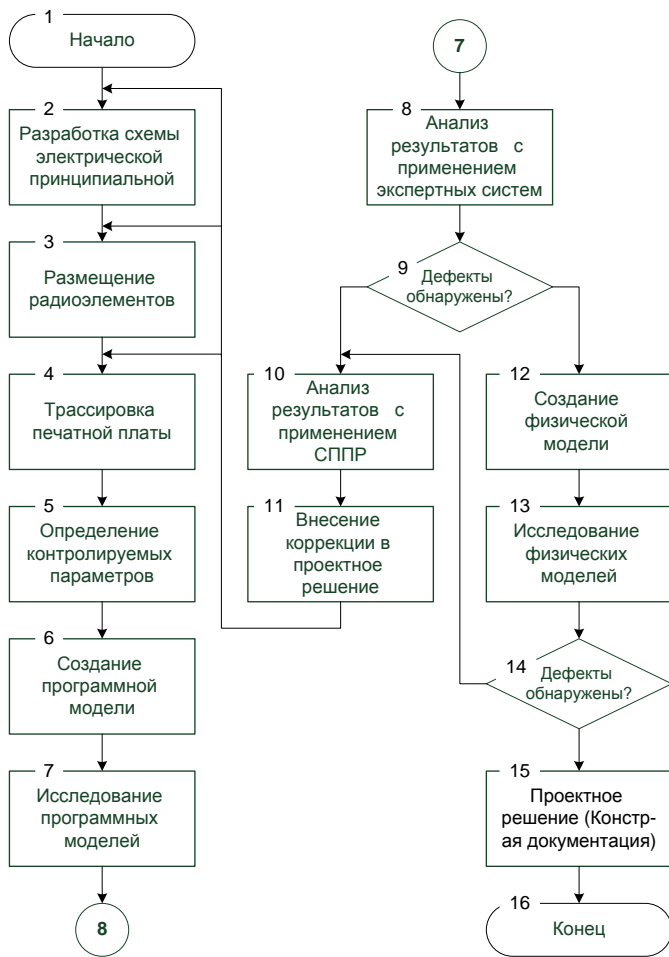 1
Начало
2
Разработка схемы
электрической
принципиальной
3
Размещение
радиоэлементов
4
Трассировка
печатной платы
5
Определение
контролируемых
параметров
6
Создание
программной
модели
7
Исследование
программных
моделей
8
7
8
Анализ
результатов с
применением
экспертных систем
9
Дефекты
обнаружены?
10
Анализ
результатов с
применением
СППР
11
Внесение
коррекции в
проектное
решение
12
Создание
физической
модели
13
Исследование
физических
моделей
14
Дефекты
обнаружены?
15
Проектное
решение (Констр-
ая документация)
16
Конец